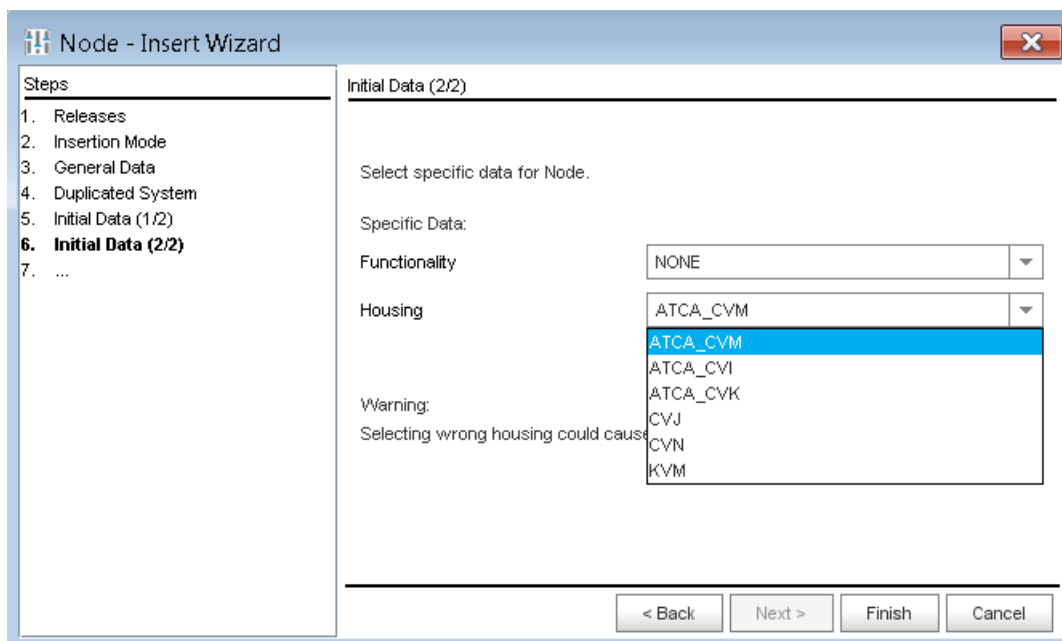 Node - Insert Wizard
Steps
1. Releases
2. Insertion Mode
3. General Data
4. Duplicated System
5. Initial Data (1/2)
6. Initial Data (2/2)
7. ...
Initial Data (2/2)
Select specific data for Node.
Specific Data:
Functionality NONE
Housing ATCA_CVM
ATCA_CVM
ATCA_CVI
ATCA_CVK
CVJ
CVN
KVM
Warning:
Selecting wrong housing could cause
< Back Next > Finish Cancel